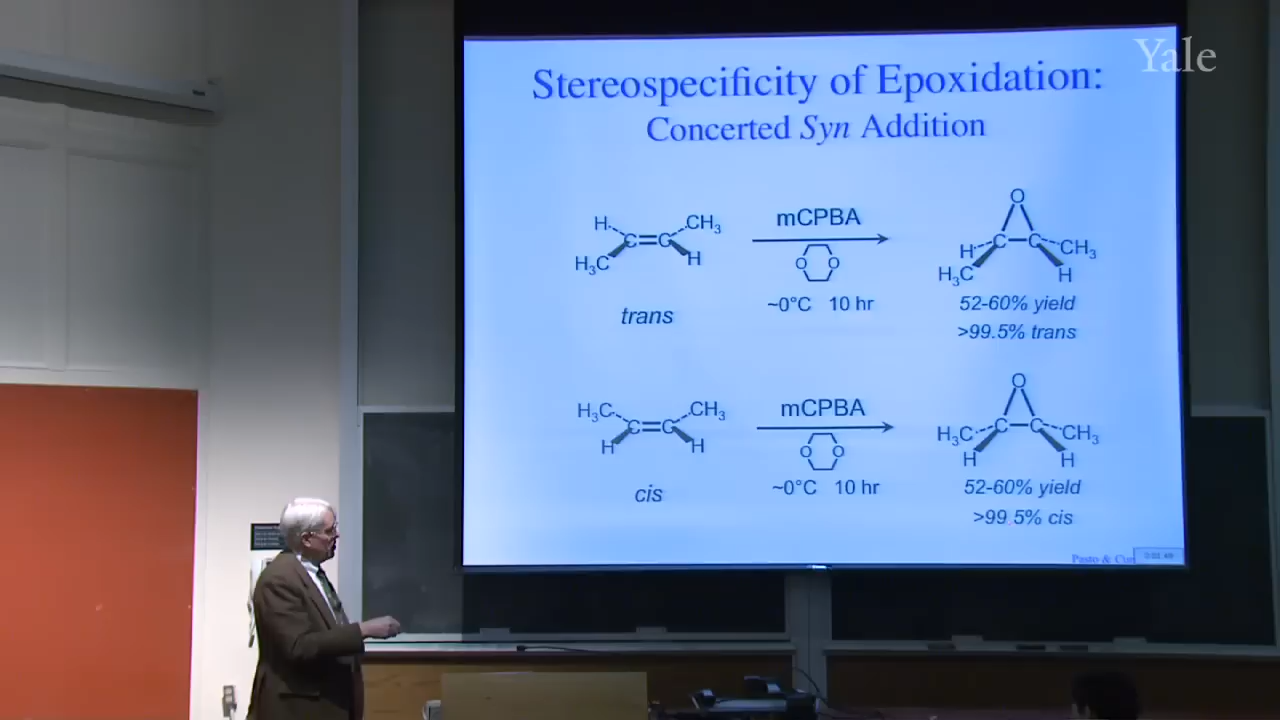 Yale
Stereospecificity of Epoxidation:
Concerted Syn Addition
H CH3
C=C
H3C H
trans
mCPBA
O O
~0°C 10 hr
O
H C C CH3
H3C H
52-60% yield
>99.5% trans
H3C CH3
C=C
H H
cis
mCPBA
O O
~0°C 10 hr
O
H3C C C CH3
H H
52-60% yield
>99.5% cis
Pasto &